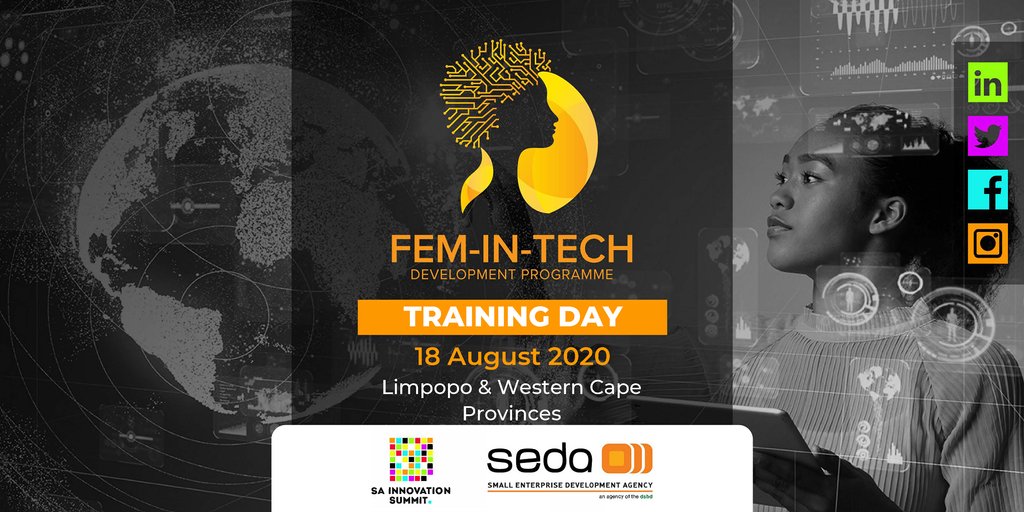 FEM-IN-TECH
DEVELOPMENT PROGRAMME
TRAINING DAY
18 August 2020
Limpopo & Western Cape
Provinces
SA INNOVATION
SUMMIT.
seda
SMALL ENTERPRISE DEVELOPMENT AGENCY
an agency of the dsbd
in